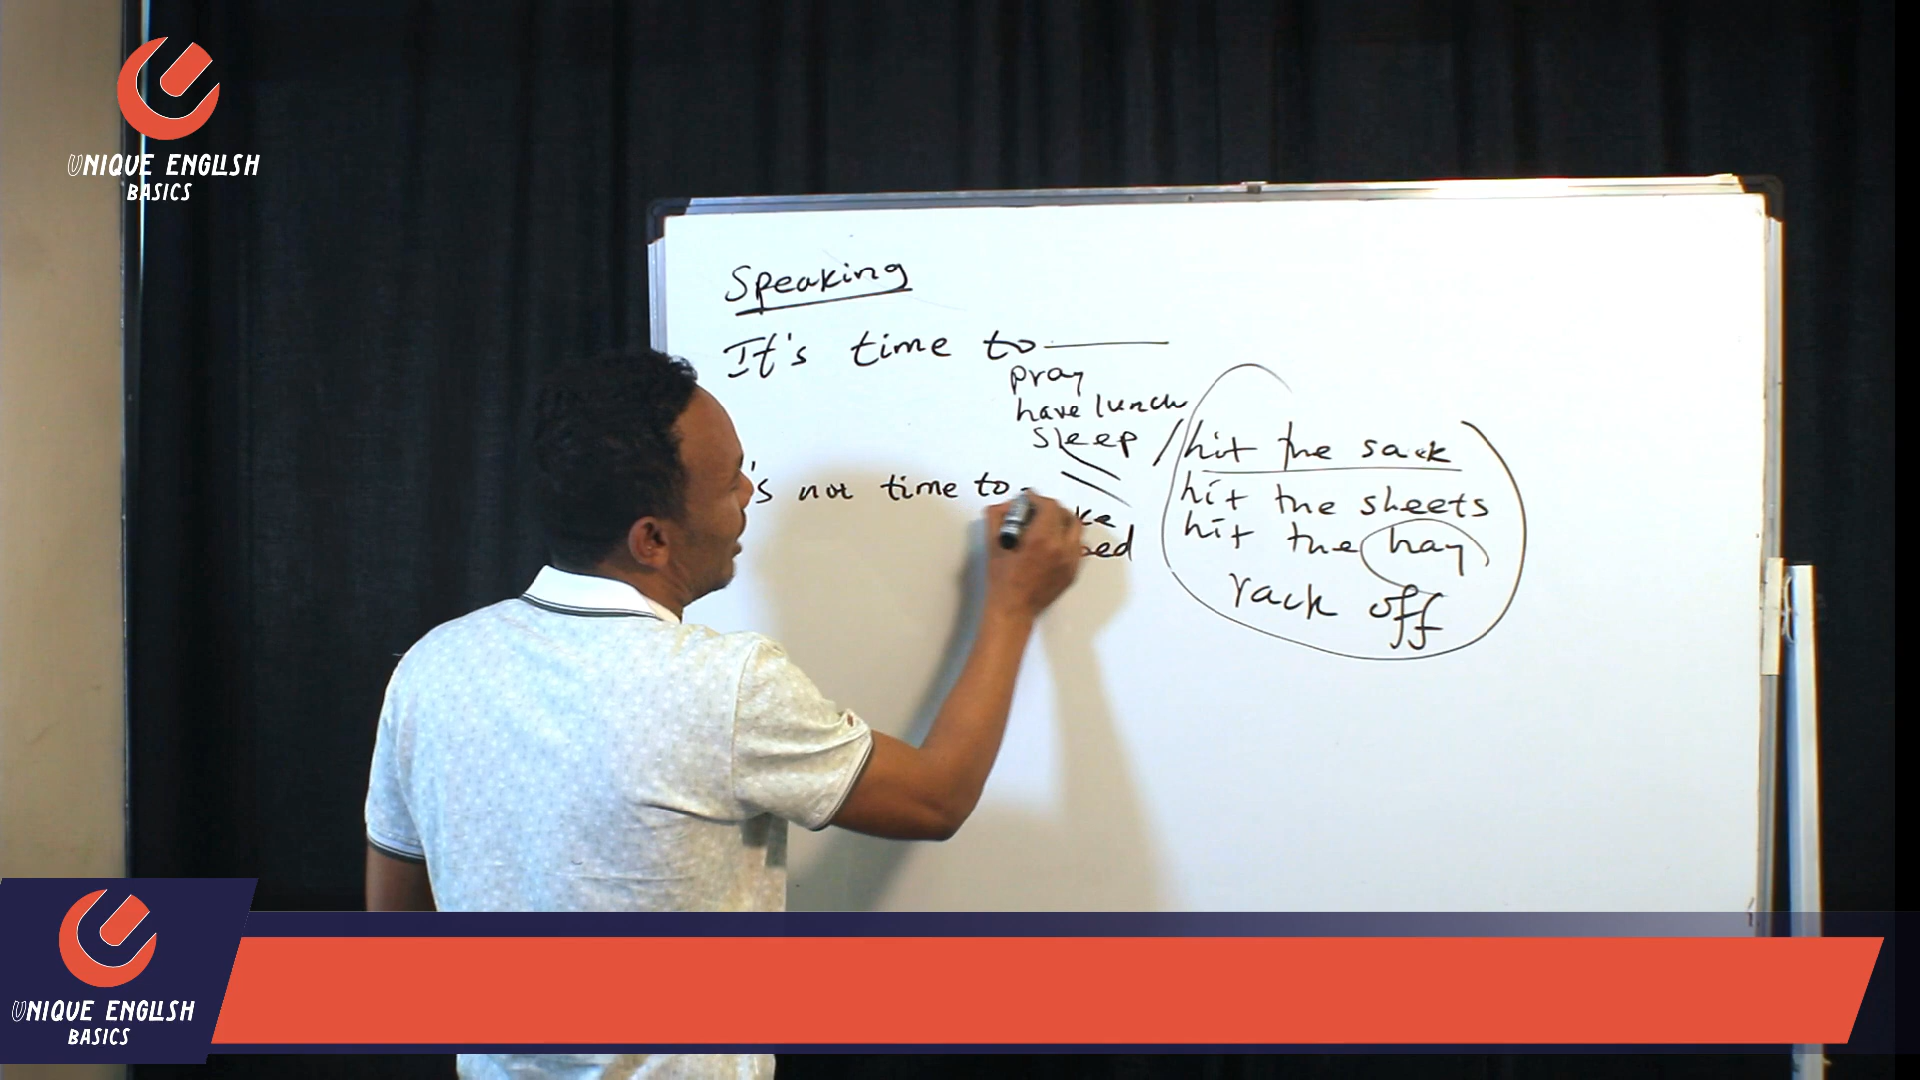 UNIQUE ENGLISH
BASICS
Speaking
It's time to
pray
have lunch
sleep / hit the sack
hit the sheets
hit the hay
rack off
's not time to
UNIQUE ENGLISH
BASICS